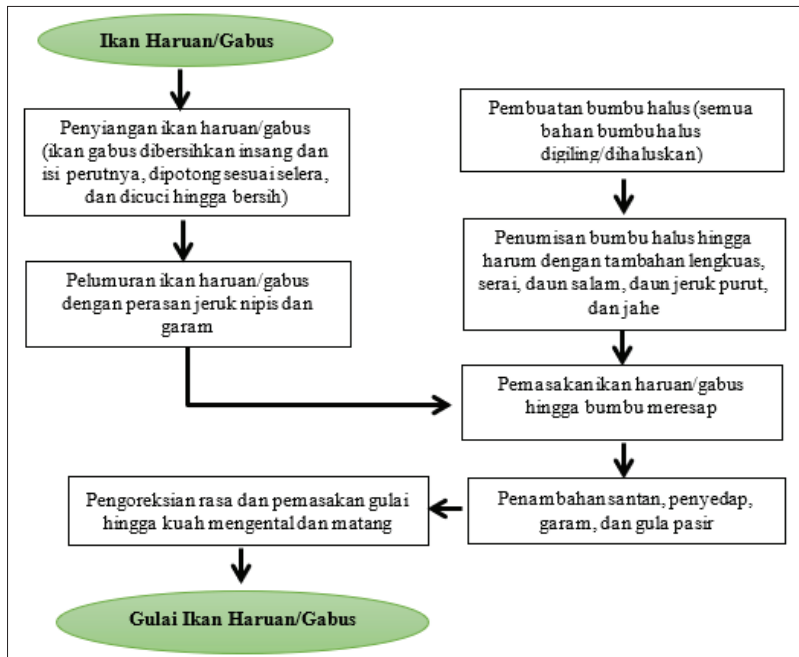 Ikan Haruan/Gabus
Penyiangan ikan haruan/gabus
(ikan gabus dibersihkan insang dan
isi perutnya, dipotong sesuai selera,
dan dicuci hingga bersih)
Pelumuran ikan haruan/gabus
dengan perasan jeruk nipis dan
garam
Pembuatan bumbu halus (semua
bahan bumbu halus
digiling/dihaluskan)
Penumisan bumbu halus hingga
harum dengan tambahan lengkuas,
serai, daun salam, daun jeruk purut,
dan jahe
Pemasakan ikan haruan/gabus
hingga bumbu meresap
Penambahan santan, penyedap,
garam, dan gula pasir
Pengoreksian rasa dan pemasakan gulai
hingga kuah mengental dan matang
Gulai Ikan Haruan/Gabus